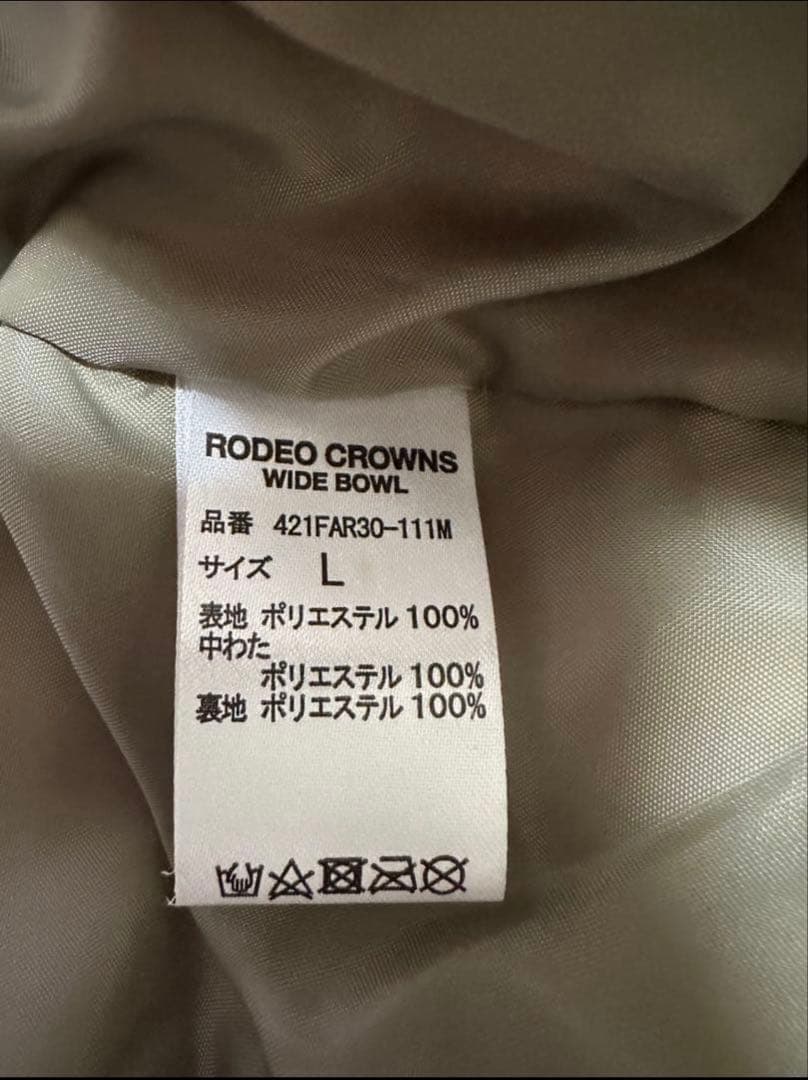 RODEO CROWNS
WIDE BOWL
品番 421FAR30-111M
サイズ L
表地 ポリエステル 100%
中わた
ポリエステル 100%
裏地 ポリエステル 100%